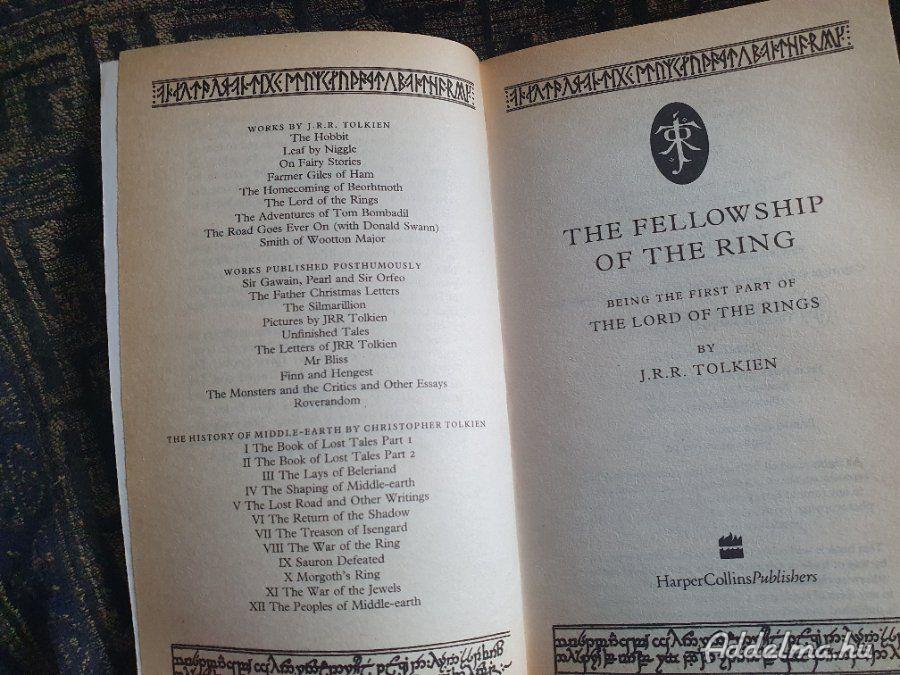 WORKS BY J.R.R. TOLKIEN
The Hobbit
Leaf by Niggle
On Fairy Stories
Farmer Giles of Ham
The Homecoming of Beorhtnoth
The Lord of the Rings
The Adventures of Tom Bombadil
The Road Goes Ever On (with Donald Swann)
Smith of Wootton Major
WORKS PUBLISHED POSTHUMOUSLY
Sir Gawain, Pearl and Sir Orfeo
The Father Christmas Letters
The Silmarillion
Pictures by JRR Tolkien
Unfinished Tales
The Letters of JRR Tolkien
Mr Bliss
Finn and Hengest
The Monsters and the Critics and Other Essays
Roverandom
THE HISTORY OF MIDDLE-EARTH BY CHRISTOPHER TOLKIEN
I The Book of Lost Tales Part 1
II The Book of Lost Tales Part 2
III The Lays of Beleriand
IV The Shaping of Middle-earth
V The Lost Road and Other Writings
VI The Return of the Shadow
VII The Treason of Isengard
VIII The War of the Ring
IX Sauron Defeated
X Morgoth's Ring
XI The War of the Jewels
XII The Peoples of Middle-earth
THE FELLOWSHIP
OF THE RING
BEING THE FIRST PART OF
THE LORD OF THE RINGS
BY
J.R.R. TOLKIEN
HarperCollinsPublishers
Addelma.hu